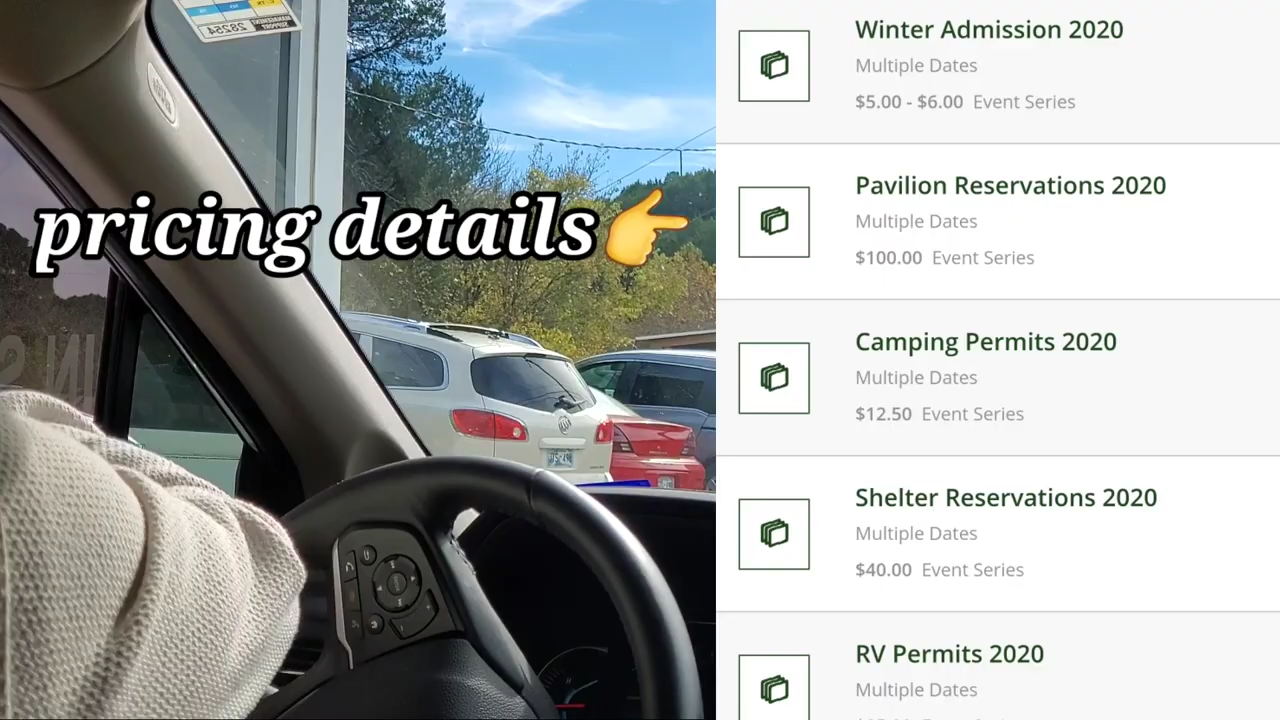 pricing details👉
28254
Winter Admission 2020
Multiple Dates
$5.00 - $6.00 Event Series
Pavilion Reservations 2020
Multiple Dates
$100.00 Event Series
Camping Permits 2020
Multiple Dates
$12.50 Event Series
Shelter Reservations 2020
Multiple Dates
$40.00 Event Series
RV Permits 2020
Multiple Dates